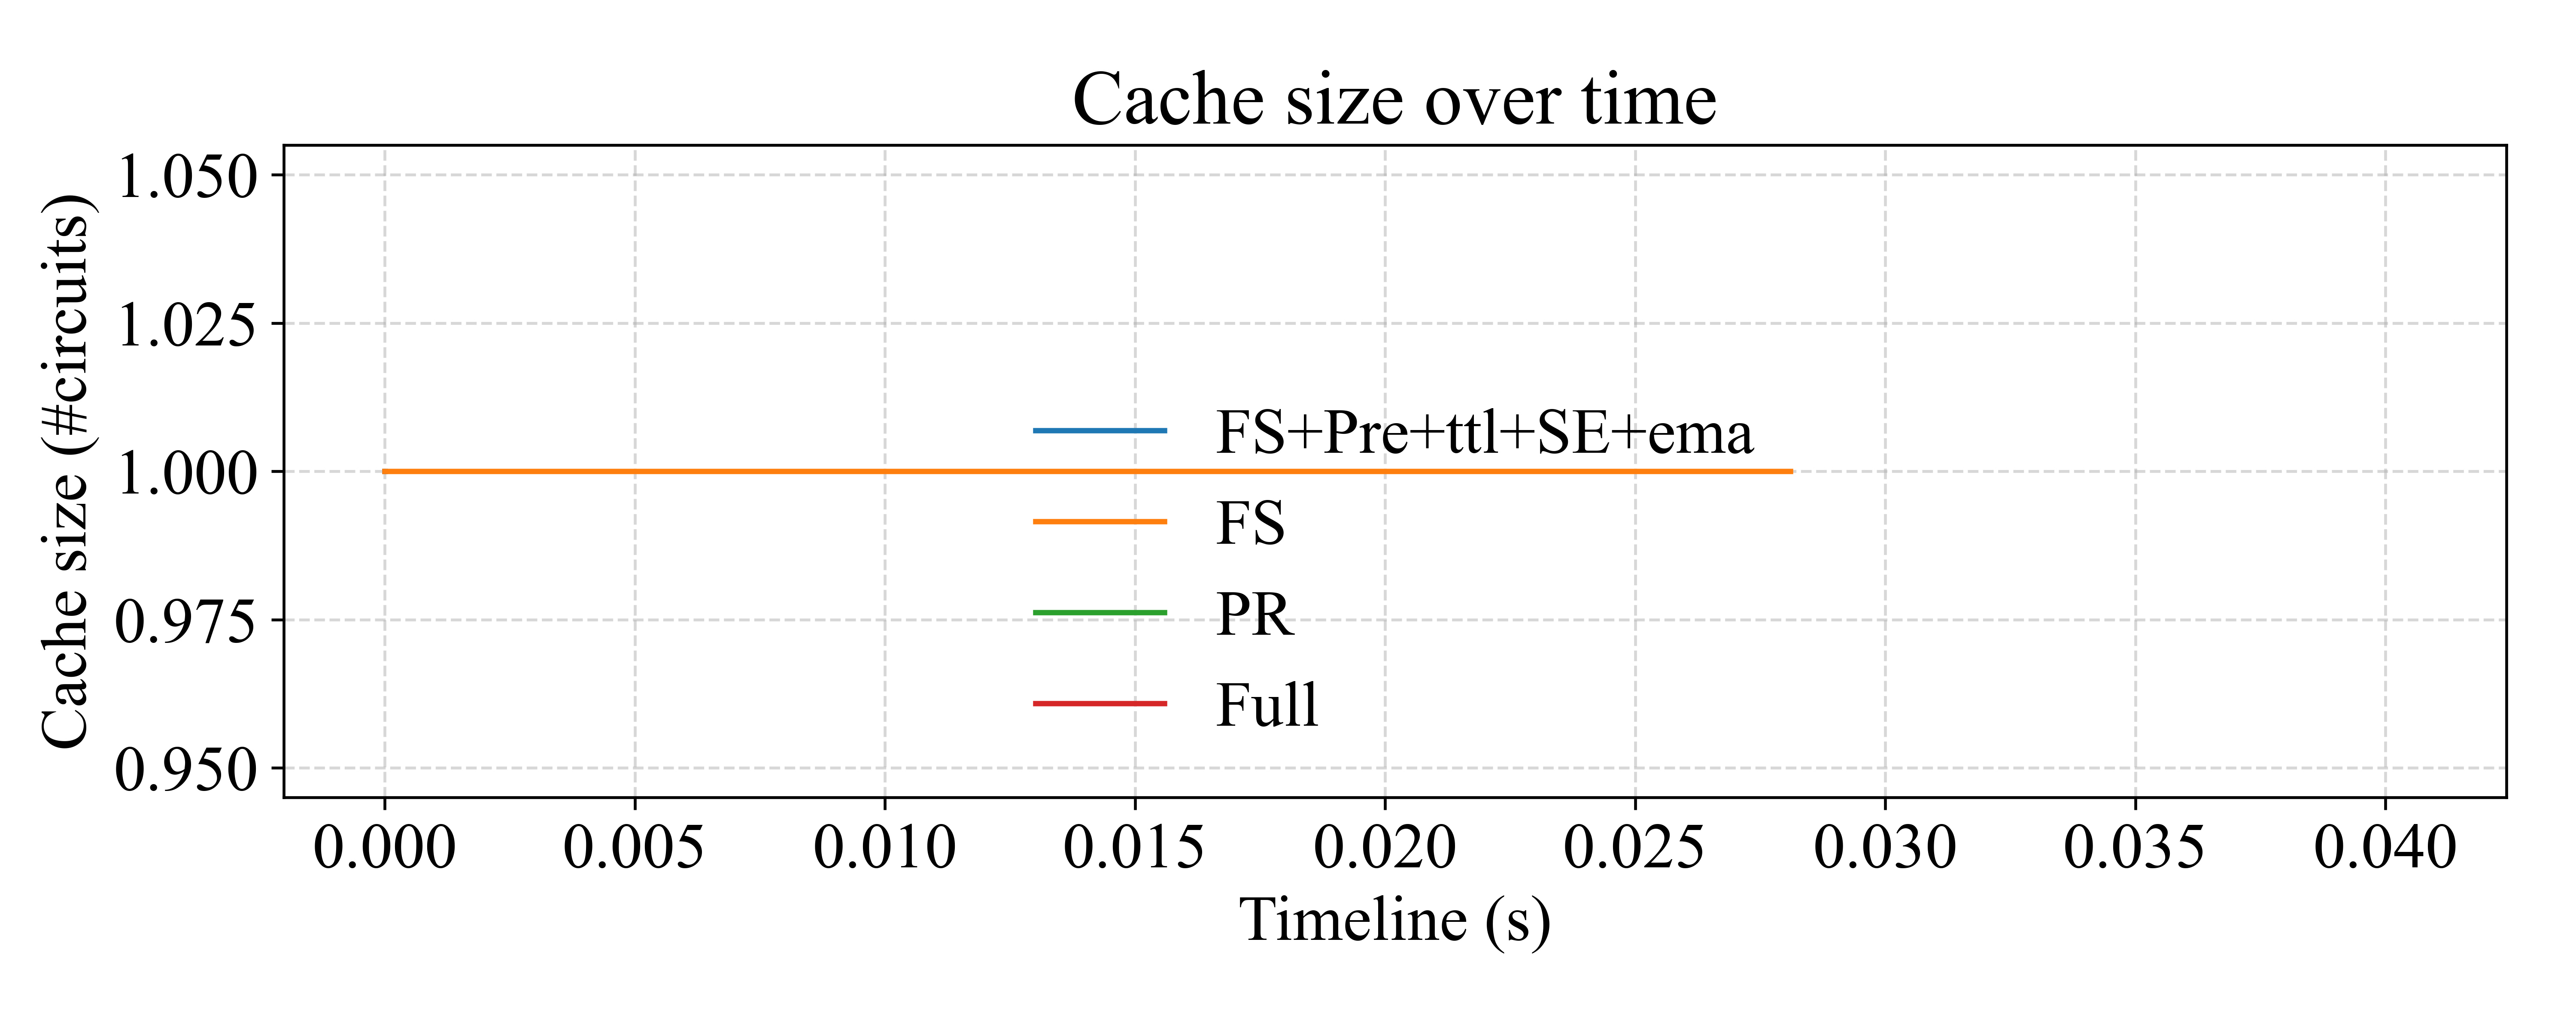 Cache size over time
Cache size (#circuits)
1.050
1.025
1.000
0.975
0.950
FS+Pre+ttl+SE+ema
FS
PR
Full
0.000 0.005 0.010 0.015 0.020 0.025 0.030 0.035 0.040
Timeline (s)